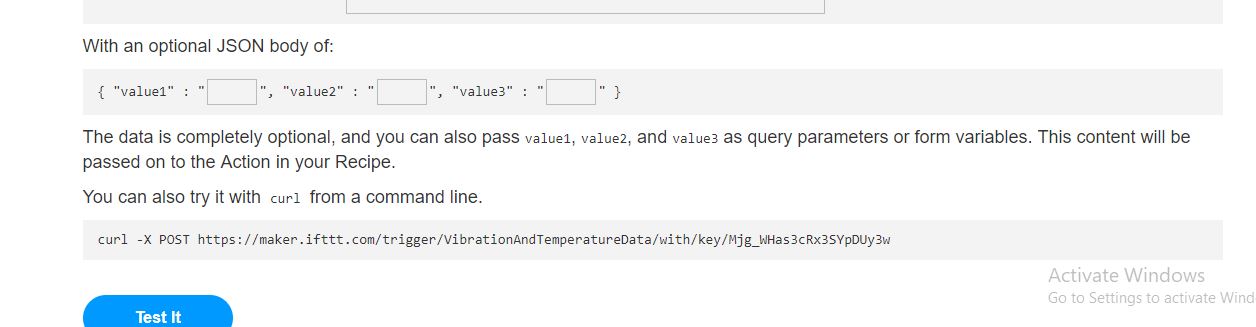 With an optional JSON body of:
{ "value1" : "", "value2" : "", "value3" : "" }
The data is completely optional, and you can also pass value1, value2, and value3 as query parameters or form variables. This content will be
passed on to the Action in your Recipe.
You can also try it with curl from a command line.
curl -X POST https://maker.ifttt.com/trigger/VibrationAndTemperatureData/with/key/Mjg_WHas3cRx3SYpDUy3w
Activate Windows
Go to Settings to activate Wind
Test It